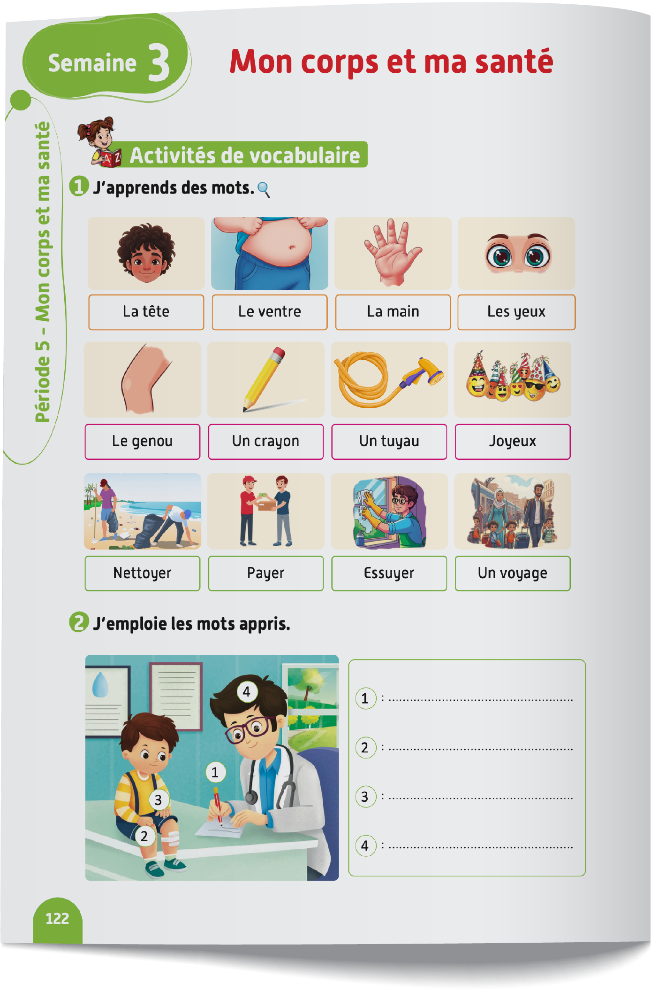 Semaine 3
Mon corps et ma santé
Période 5 - Mon corps et ma santé
A-Z
Activités de vocabulaire
1 J'apprends des mots.
La tête
Le ventre
La main
Les yeux
Le genou
Un crayon
Un tuyau
Joyeux
Nettoyer
Payer
Essuyer
Un voyage
2 J'emploie les mots appris.
4
1
3
2
1 : ....................................................
2 : ....................................................
3 : ....................................................
4 : ....................................................
122